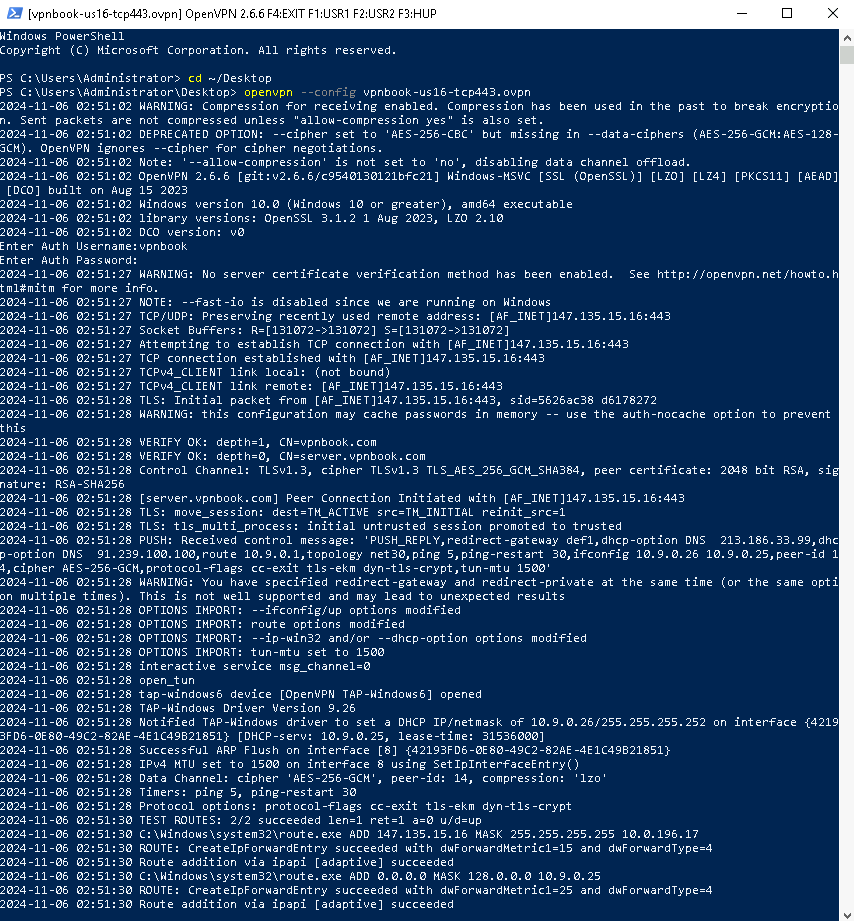 [vpnbook-us16-tcp443.ovpn] OpenVPN 2.6.6 F4:EXIT F1:USR1 F2:USR2 F3:HUP
Windows PowerShell
Copyright (C) Microsoft Corporation. All rights reserved.
PS C:\Users\Administrator> cd ~/Desktop
PS C:\Users\Administrator\Desktop> openvpn --config vpnbook-us16-tcp443.ovpn
2024-11-06 02:51:02 WARNING: Compression for receiving enabled. Compression has been used in the past to break encryptio
n. Sent packets are not compressed unless "allow-compression yes" is also set.
2024-11-06 02:51:02 DEPRECATED OPTION: --cipher set to 'AES-256-CBC' but missing in --data-ciphers (AES-256-GCM:AES-128-
GCM). OpenVPN ignores --cipher for cipher negotiations.
2024-11-06 02:51:02 Note: '--allow-compression' is not set to 'no', disabling data channel offload.
2024-11-06 02:51:02 OpenVPN 2.6.6 [git:v2.6.6/c9540130121bfc21] Windows-MSVC [SSL (OpenSSL)] [LZO] [LZ4] [PKCS11] [AEAD]
[DCO] built on Aug 15 2023
2024-11-06 02:51:02 Windows version 10.0 (Windows 10 or greater), amd64 executable
2024-11-06 02:51:02 library versions: OpenSSL 3.1.2 1 Aug 2023, LZO 2.10
2024-11-06 02:51:02 DCO version: v0
Enter Auth Username:vpnbook
Enter Auth Password:
2024-11-06 02:51:27 WARNING: No server certificate verification method has been enabled.  See http://openvpn.net/howto.h
tml#mitm for more info.
2024-11-06 02:51:27 NOTE: --fast-io is disabled since we are running on Windows
2024-11-06 02:51:27 TCP/UDP: Preserving recently used remote address: [AF_INET]147.135.15.16:443
2024-11-06 02:51:27 Socket Buffers: R=[131072->131072] S=[131072->131072]
2024-11-06 02:51:27 Attempting to establish TCP connection with [AF_INET]147.135.15.16:443
2024-11-06 02:51:27 TCP connection established with [AF_INET]147.135.15.16:443
2024-11-06 02:51:27 TCPv4_CLIENT link local: (not bound)
2024-11-06 02:51:27 TCPv4_CLIENT link remote: [AF_INET]147.135.15.16:443
2024-11-06 02:51:28 TLS: Initial packet from [AF_INET]147.135.15.16:443, sid=5626ac38 d6178272
2024-11-06 02:51:28 WARNING: this configuration may cache passwords in memory -- use the auth-nocache option to prevent
this
2024-11-06 02:51:28 VERIFY OK: depth=1, CN=vpnbook.com
2024-11-06 02:51:28 VERIFY OK: depth=0, CN=server.vpnbook.com
2024-11-06 02:51:28 Control Channel: TLSv1.3, cipher TLSv1.3 TLS_AES_256_GCM_SHA384, peer certificate: 2048 bit RSA, sig
nature: RSA-SHA256
2024-11-06 02:51:28 [server.vpnbook.com] Peer Connection Initiated with [AF_INET]147.135.15.16:443
2024-11-06 02:51:28 TLS: move_session: dest=TM_ACTIVE src=TM_INITIAL reinit_src=1
2024-11-06 02:51:28 TLS: tls_multi_process: initial untrusted session promoted to trusted
2024-11-06 02:51:28 PUSH: Received control message: 'PUSH_REPLY,redirect-gateway def1,dhcp-option DNS  213.186.33.99,dhc
p-option DNS  91.239.100.100,route 10.9.0.1,topology net30,ping 5,ping-restart 30,ifconfig 10.9.0.26 10.9.0.25,peer-id 1
4,cipher AES-256-GCM,protocol-flags cc-exit tls-ekm dyn-tls-crypt,tun-mtu 1500'
2024-11-06 02:51:28 WARNING: You have specified redirect-gateway and redirect-private at the same time (or the same opti
on multiple times). This is not well supported and may lead to unexpected results
2024-11-06 02:51:28 OPTIONS IMPORT: --ifconfig/up options modified
2024-11-06 02:51:28 OPTIONS IMPORT: route options modified
2024-11-06 02:51:28 OPTIONS IMPORT: --ip-win32 and/or --dhcp-option options modified
2024-11-06 02:51:28 OPTIONS IMPORT: tun-mtu set to 1500
2024-11-06 02:51:28 interactive service msg_channel=0
2024-11-06 02:51:28 open_tun
2024-11-06 02:51:28 tap-windows6 device [OpenVPN TAP-Windows6] opened
2024-11-06 02:51:28 TAP-Windows Driver Version 9.26
2024-11-06 02:51:28 Notified TAP-Windows driver to set a DHCP IP/netmask of 10.9.0.26/255.255.255.252 on interface {4219
3FD6-0E80-49C2-82AE-4E1C49B21851} [DHCP-serv: 10.9.0.25, lease-time: 31536000]
2024-11-06 02:51:28 Successful ARP Flush on interface [8] {42193FD6-0E80-49C2-82AE-4E1C49B21851}
2024-11-06 02:51:28 IPv4 MTU set to 1500 on interface 8 using SetIpInterfaceEntry()
2024-11-06 02:51:28 Data Channel: cipher 'AES-256-GCM', peer-id: 14, compression: 'lzo'
2024-11-06 02:51:28 Timers: ping 5, ping-restart 30
2024-11-06 02:51:28 Protocol options: protocol-flags cc-exit tls-ekm dyn-tls-crypt
2024-11-06 02:51:30 TEST ROUTES: 2/2 succeeded len=1 ret=1 a=0 u/d=up
2024-11-06 02:51:30 C:\Windows\system32\route.exe ADD 147.135.15.16 MASK 255.255.255.255 10.0.196.17
2024-11-06 02:51:30 ROUTE: CreateIpForwardEntry succeeded with dwForwardMetric1=15 and dwForwardType=4
2024-11-06 02:51:30 Route addition via ipapi [adaptive] succeeded
2024-11-06 02:51:30 C:\Windows\system32\route.exe ADD 0.0.0.0 MASK 128.0.0.0 10.9.0.25
2024-11-06 02:51:30 ROUTE: CreateIpForwardEntry succeeded with dwForwardMetric1=25 and dwForwardType=4
2024-11-06 02:51:30 Route addition via ipapi [adaptive] succeeded